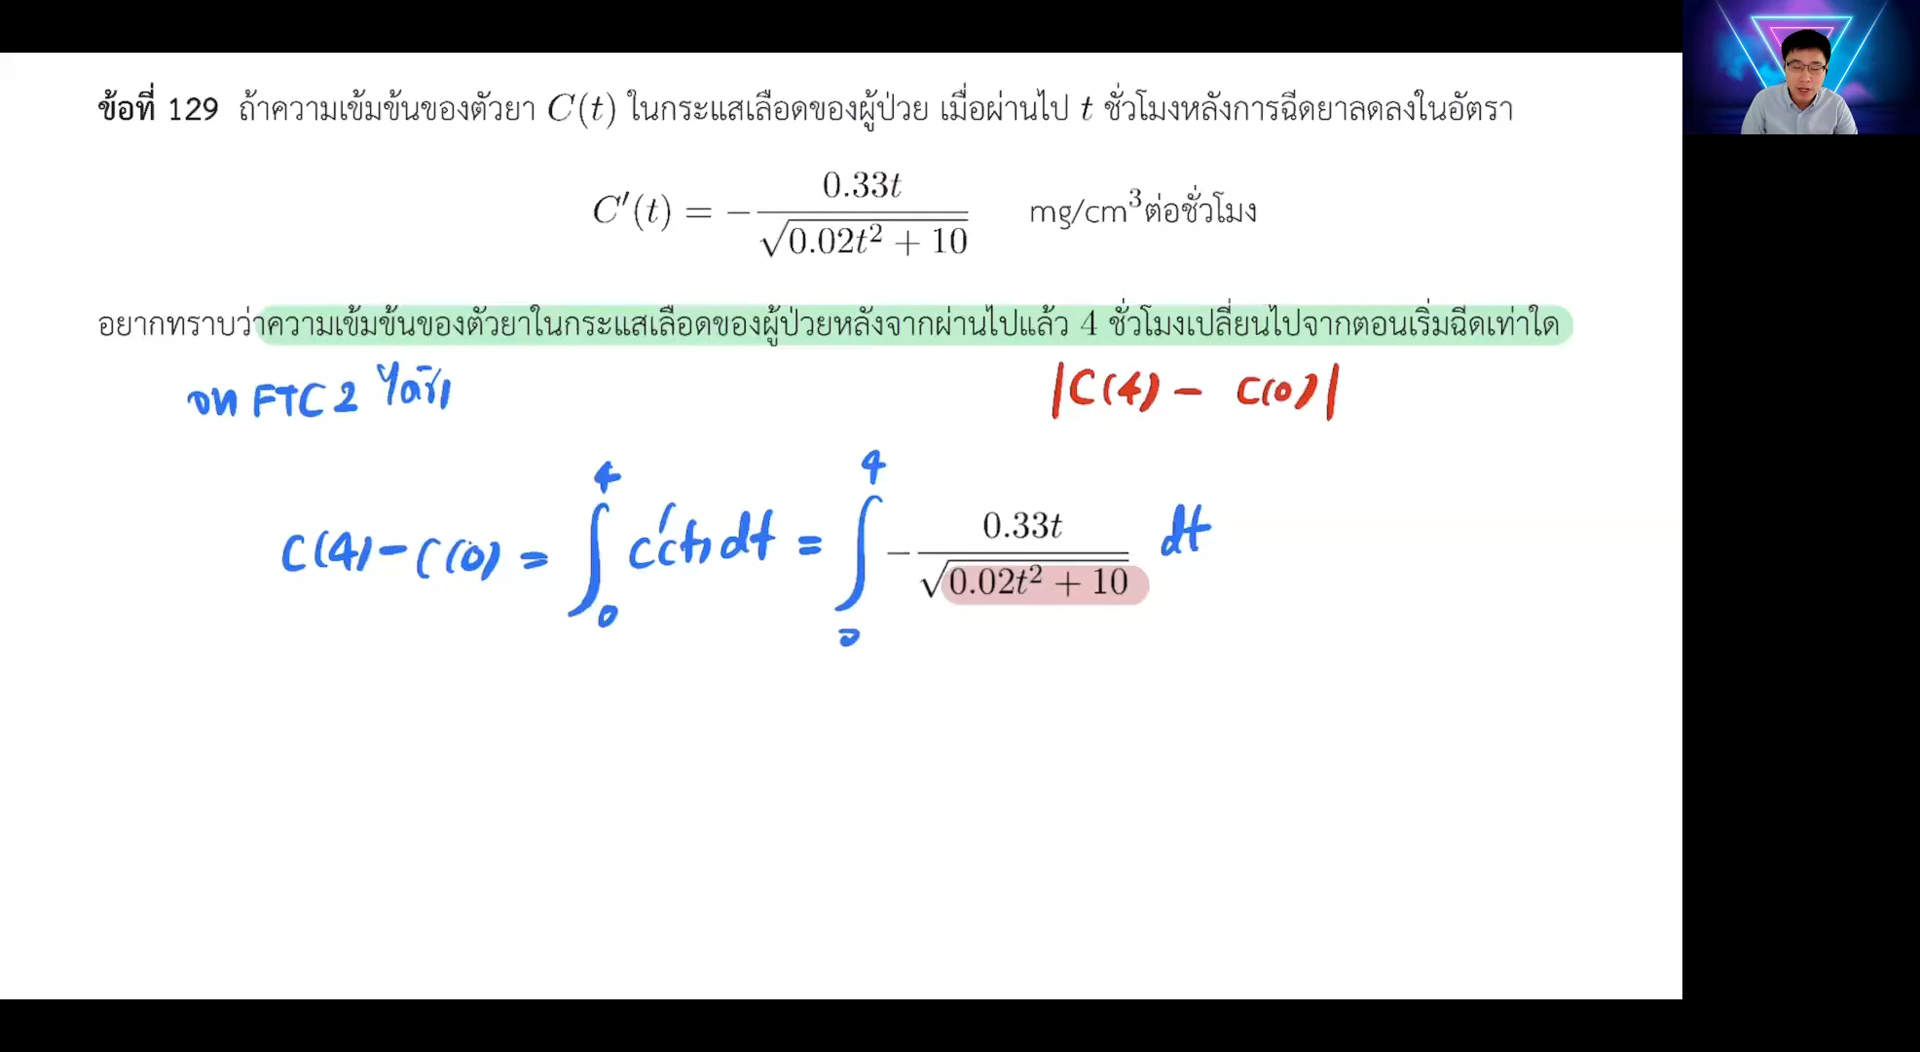 ข้อที่ 129 ถ้าความเข้มข้นของตัวยา C(t) ในกระแสเลือดของผู้ป่วย เมื่อผ่านไป t ชั่วโมงหลังการฉีดยาลดลงในอัตรา
C′(t) = −0.33t/√(0.02t² + 10) mg/cm³ต่อชั่วโมง
อยากทราบว่าความเข้มข้นของตัวยาในกระแสเลือดของผู้ป่วยหลังจากผ่านไปแล้ว 4 ชั่วโมงเปลี่ยนไปจากตอนเริ่มฉีดเท่าใด
จาก FTC 2 ได้ว่า |C(4) − C(0)|
C(4) − C(0) = ∫₀⁴ C′(t) dt = ∫₀⁴ −0.33t/√(0.02t² + 10) dt